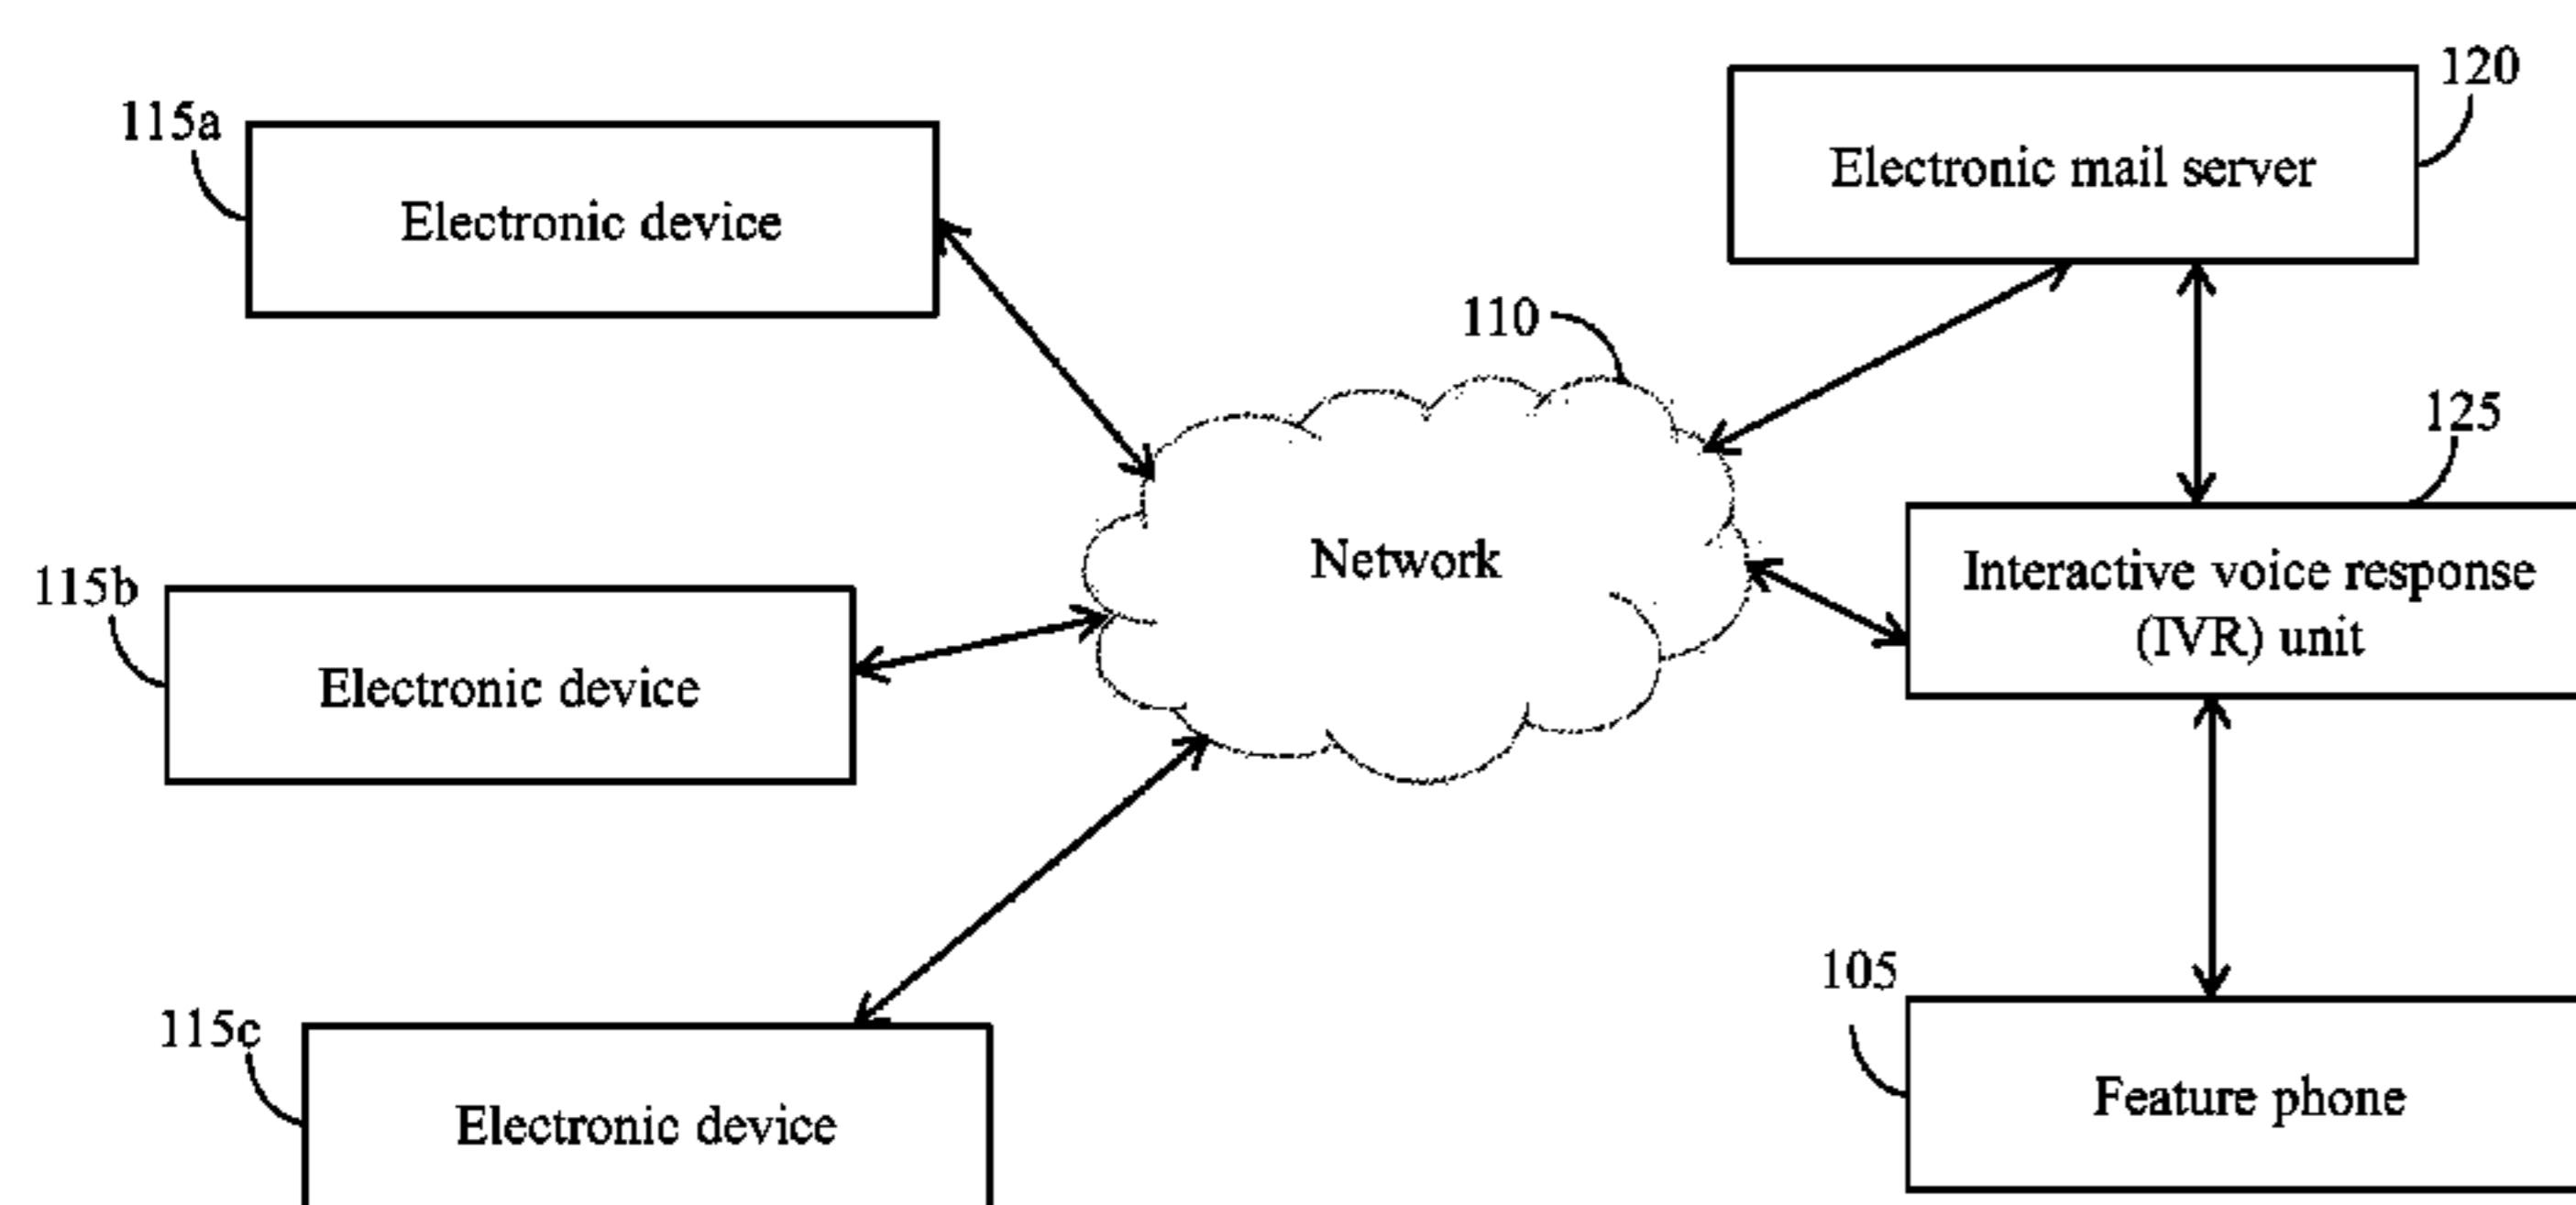 120
115a
Electronic mail server
Electronic device
110
125
Network
Interactive voice response
(IVR) unit
115b
Electronic device
105
115c
Feature phone
Electronic device